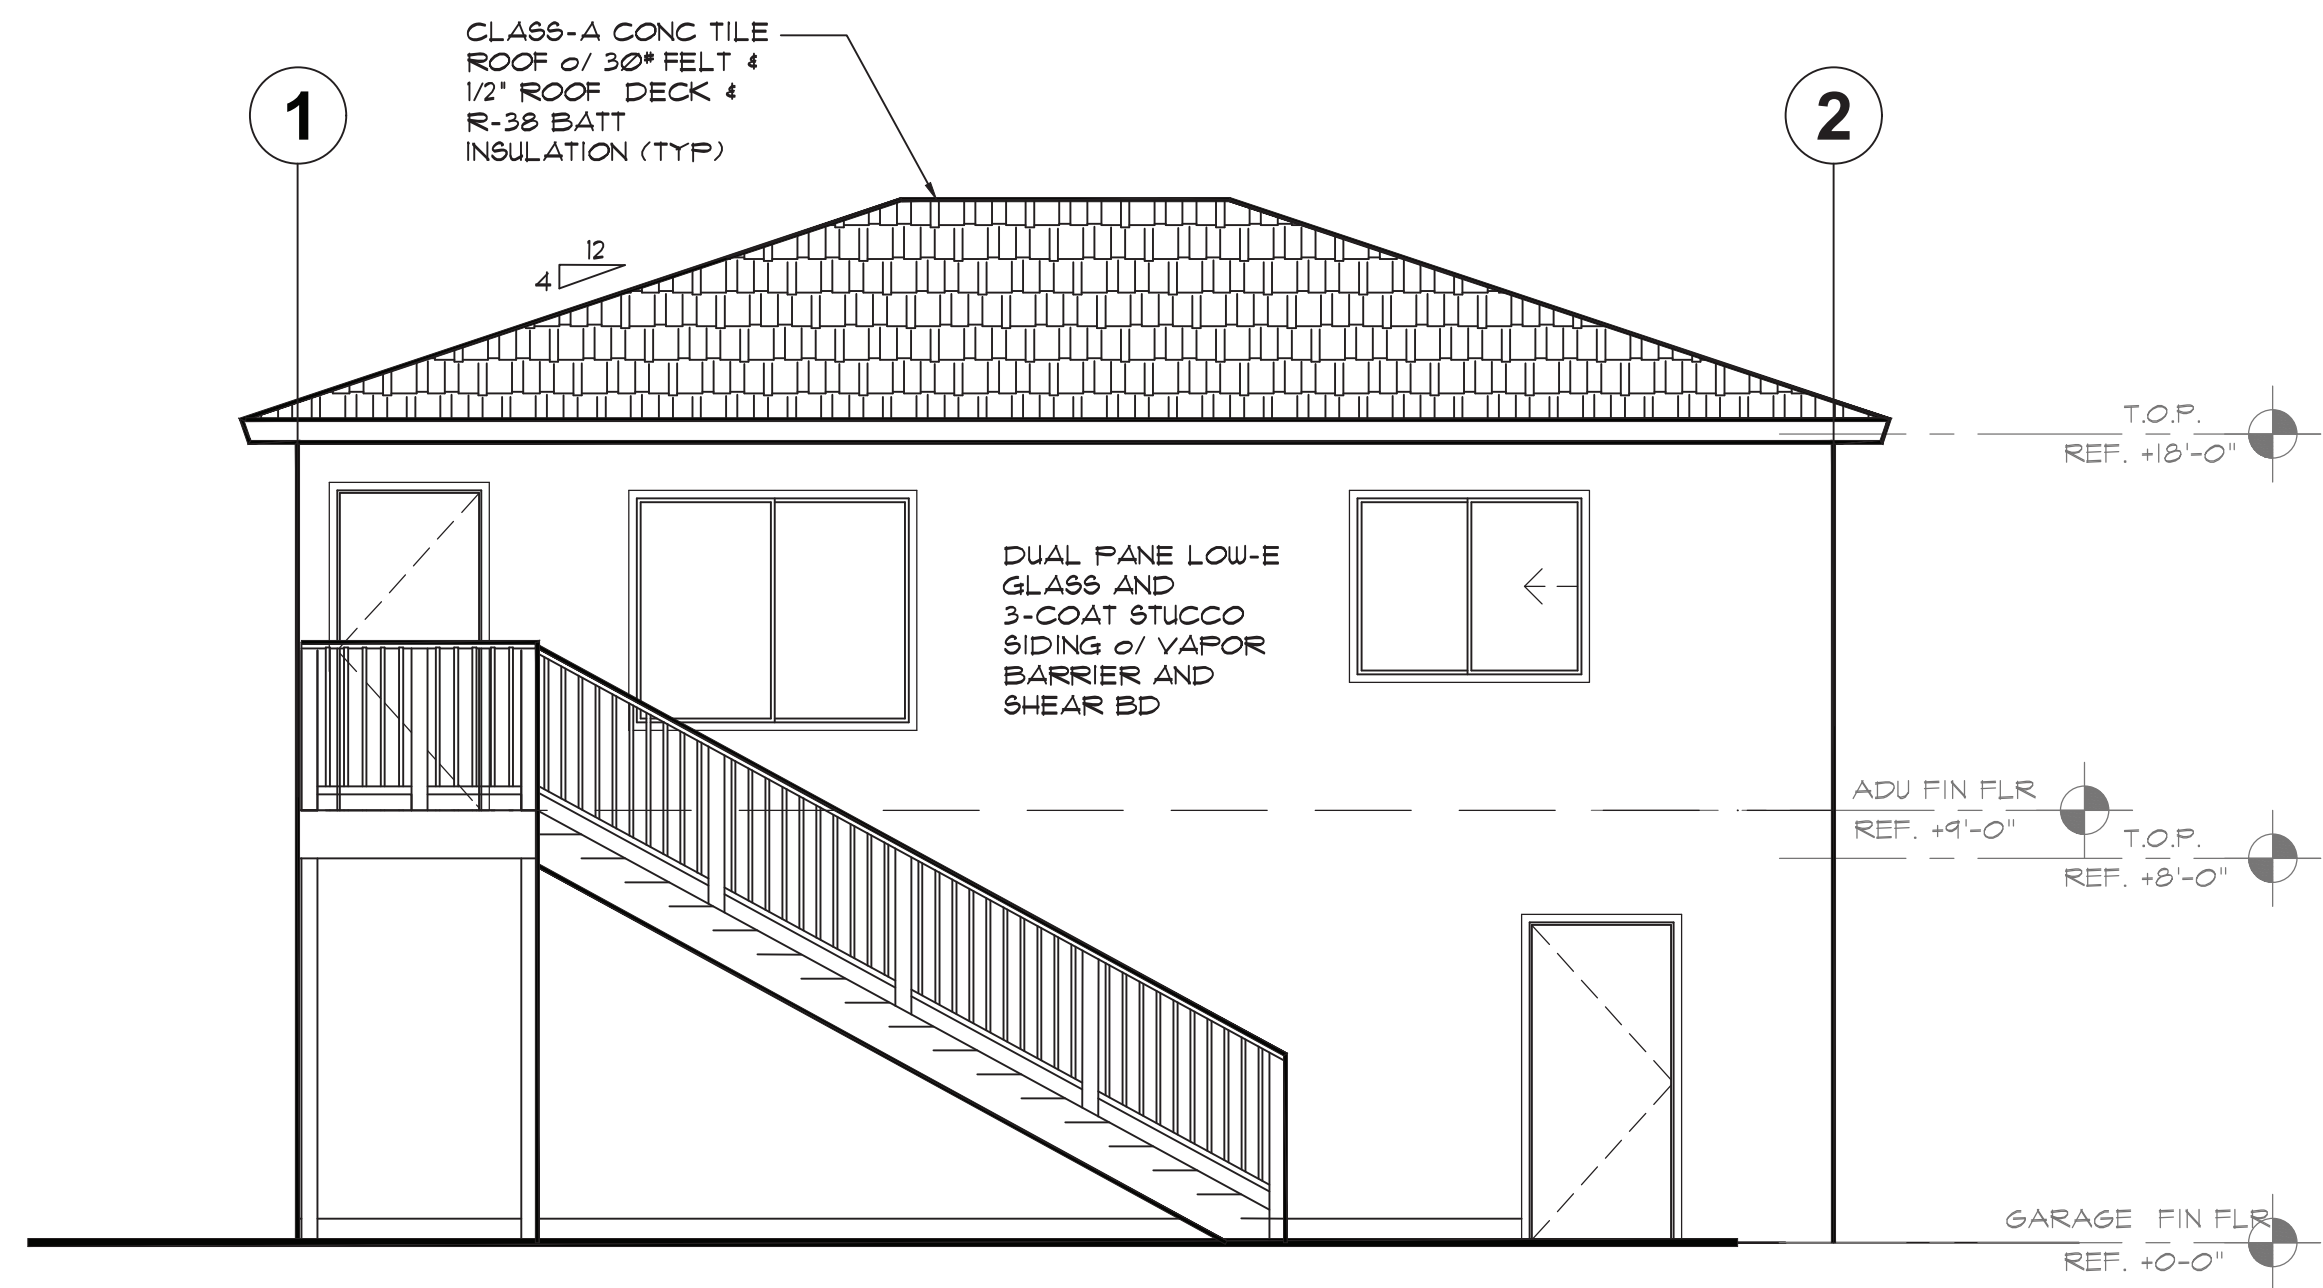 CLASS-A CONC TILE
ROOF o/ 30# FELT &
1/2" ROOF DECK &
R-38 BATT
INSULATION (TYP)
1
2
12
4
T.O.P.
REF. +18'-0"
DUAL PANE LOW-E
GLASS AND
3-COAT STUCCO
SIDING o/ VAPOR
BARRIER AND
SHEAR BD
ADU FIN FLR
REF. +9'-0"
T.O.P.
REF. +8'-0"
GARAGE FIN FLR
REF. +0-0"